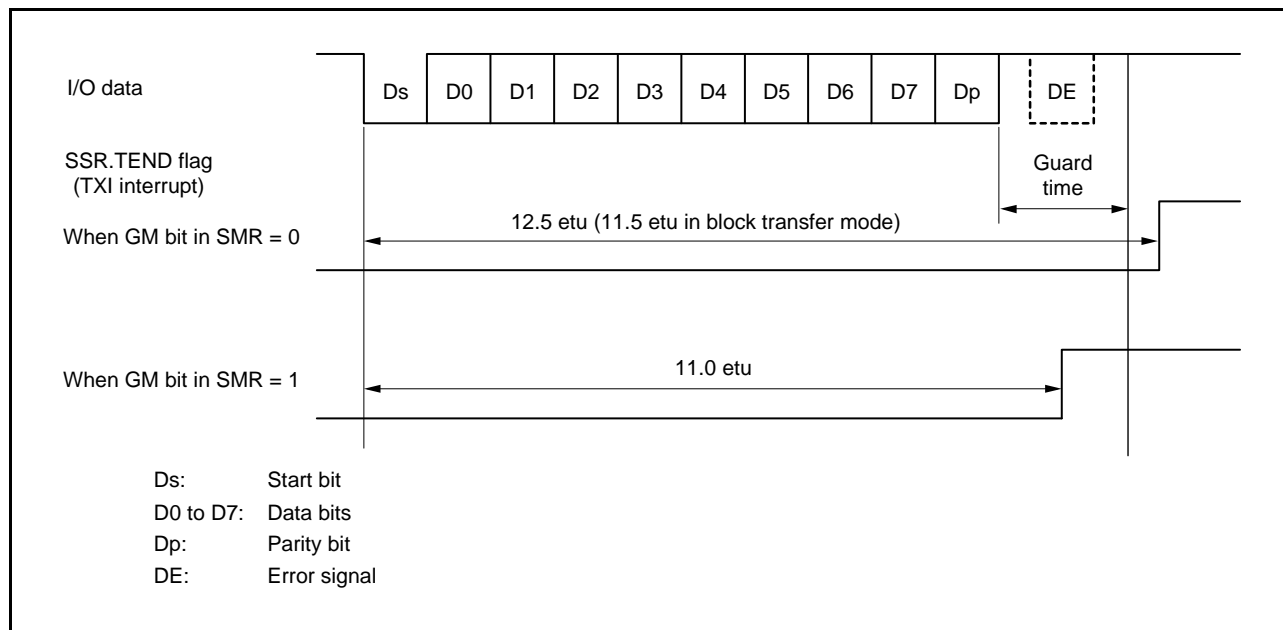 I/O data
Ds D0 D1 D2 D3 D4 D5 D6 D7 Dp DE
SSR.TEND flag
(TXI interrupt)
Guard
time
When GM bit in SMR = 0
12.5 etu (11.5 etu in block transfer mode)
When GM bit in SMR = 1
11.0 etu
Ds: Start bit
D0 to D7: Data bits
Dp: Parity bit
DE: Error signal